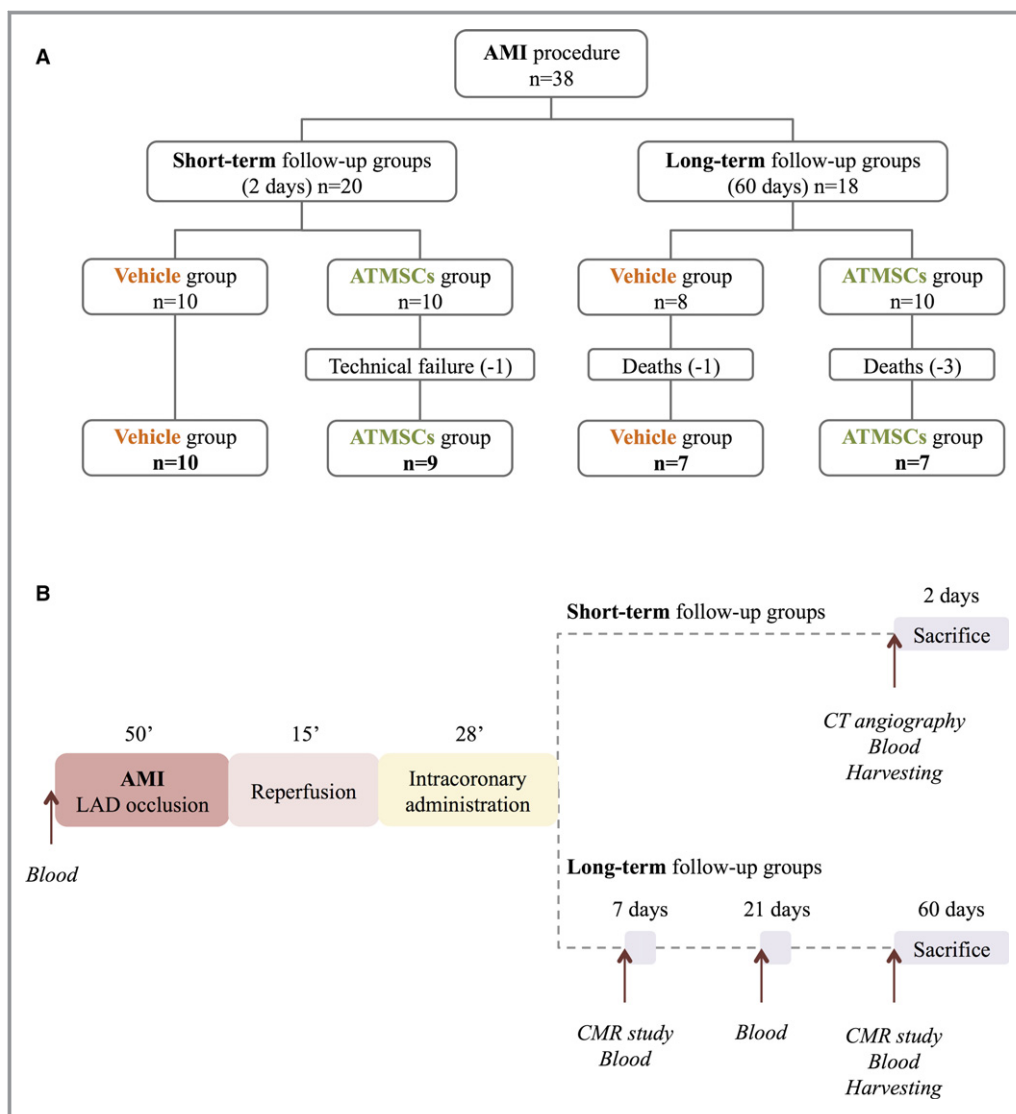 A
AMI procedure
n=38
Short-term follow-up groups
(2 days) n=20
Long-term follow-up groups
(60 days) n=18
Vehicle group
n=10
ATMSCs group
n=10
Vehicle group
n=8
ATMSCs group
n=10
Technical failure (-1)
Deaths (-1)
Deaths (-3)
Vehicle group
n=10
ATMSCs group
n=9
Vehicle group
n=7
ATMSCs group
n=7
B
Short-term follow-up groups
2 days
Sacrifice
CT angiography
Blood
Harvesting
50’
15’
28’
AMI
LAD occlusion
Reperfusion
Intracoronary
administration
Blood
Long-term follow-up groups
7 days
21 days
60 days
Sacrifice
CMR study
Blood
Blood
CMR study
Blood
Harvesting